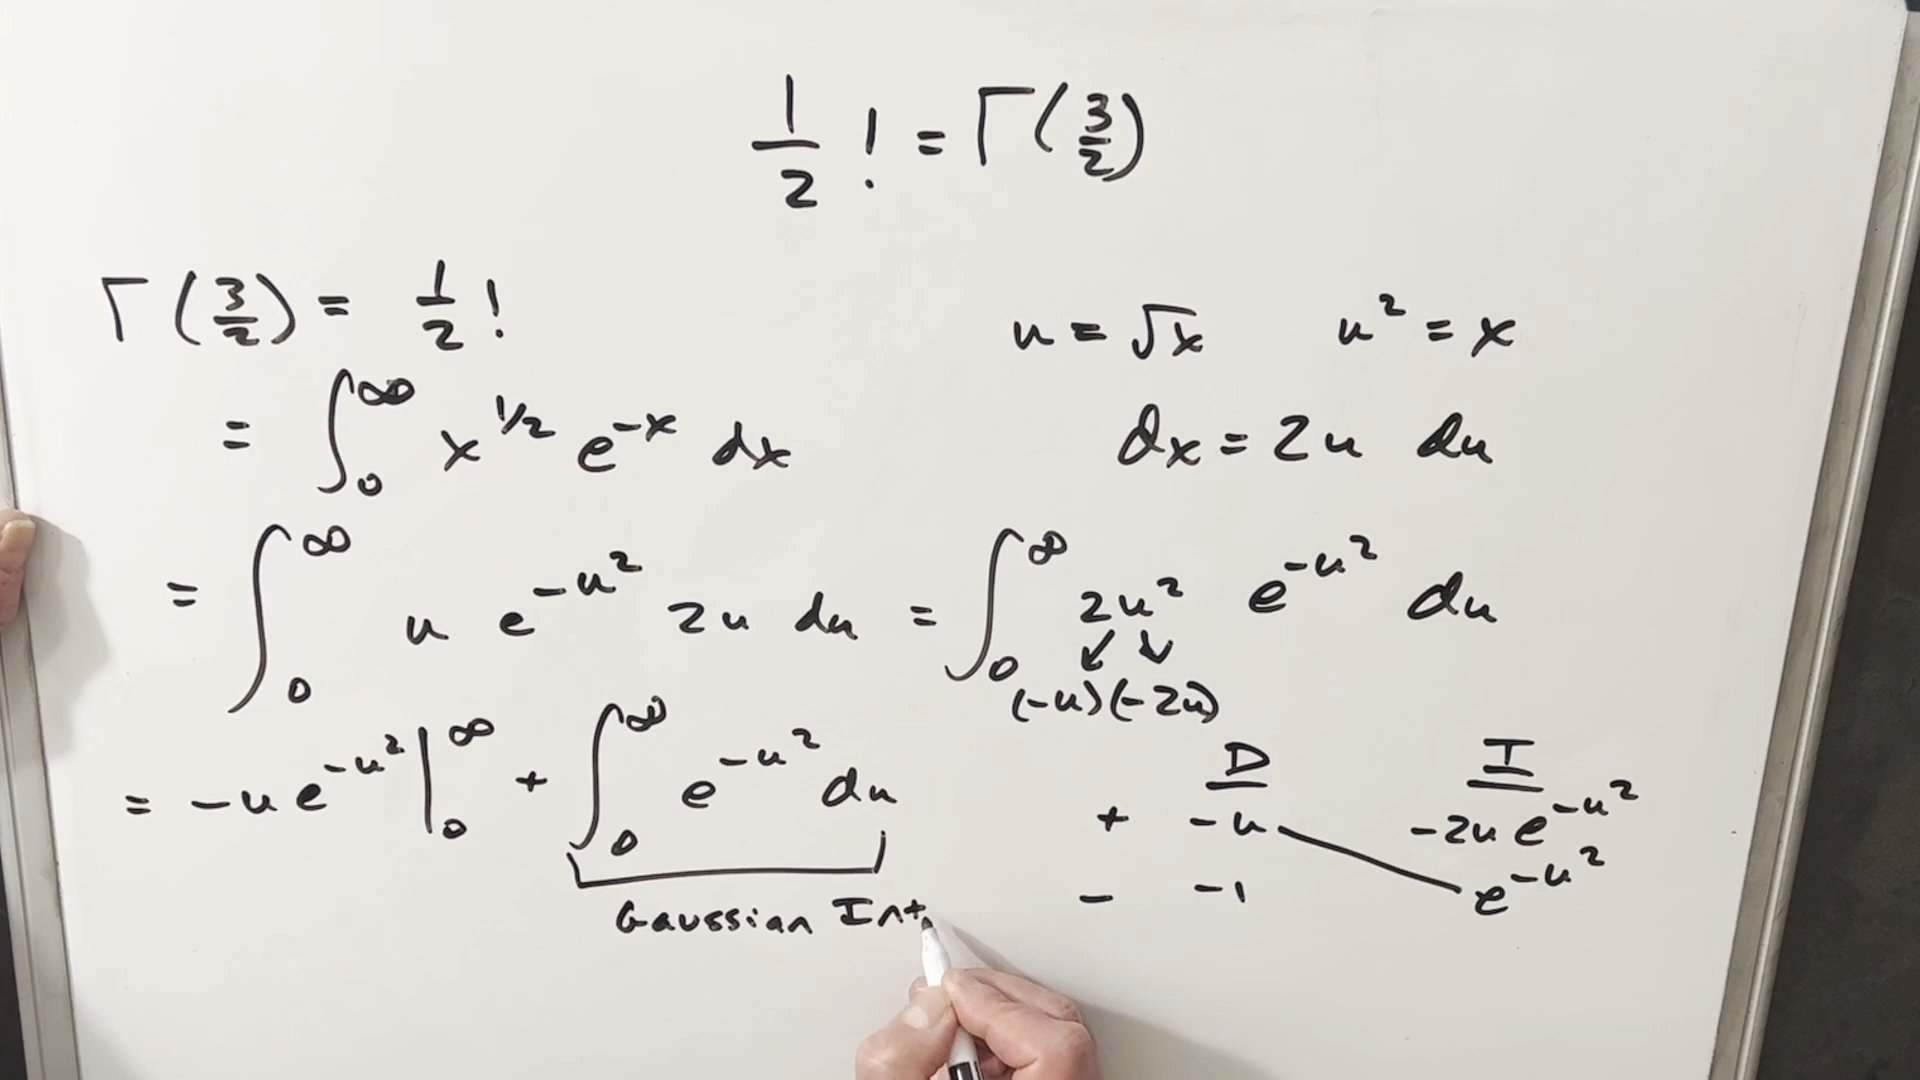 1/2 ! = Γ(3/2)
Γ(3/2) = 1/2 !
u = √x u² = x
= ∫₀^∞ x^1/2 e^-x dx
dx = 2u du
= ∫₀^∞ u e^-u² 2u du = ∫₀^∞ 2u² e^-u² du
(-u)(-2u)
= -u e^-u² |₀^∞ + ∫₀^∞ e^-u² du
D I
+ -u -2u e^-u²
- -1 e^-u²
Gaussian Int